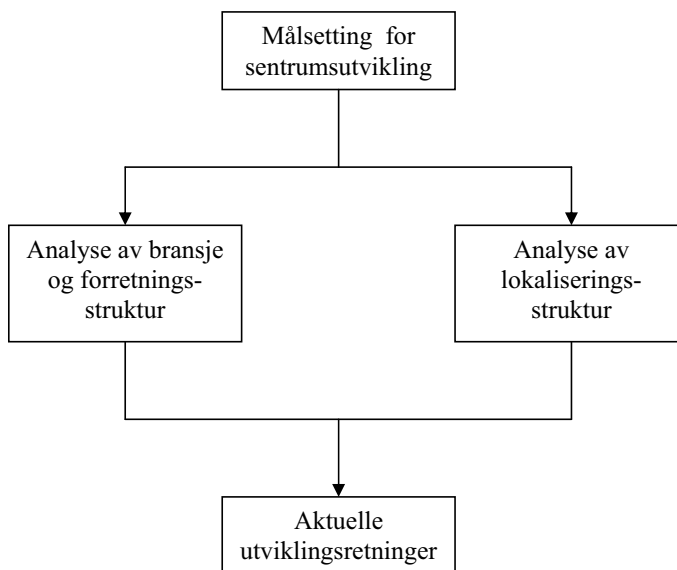 Målsetting for
sentrumsutvikling
Analyse av bransje
og forretnings-
struktur
Analyse av
lokaliserings-
struktur
Aktuelle
utviklingsretninger